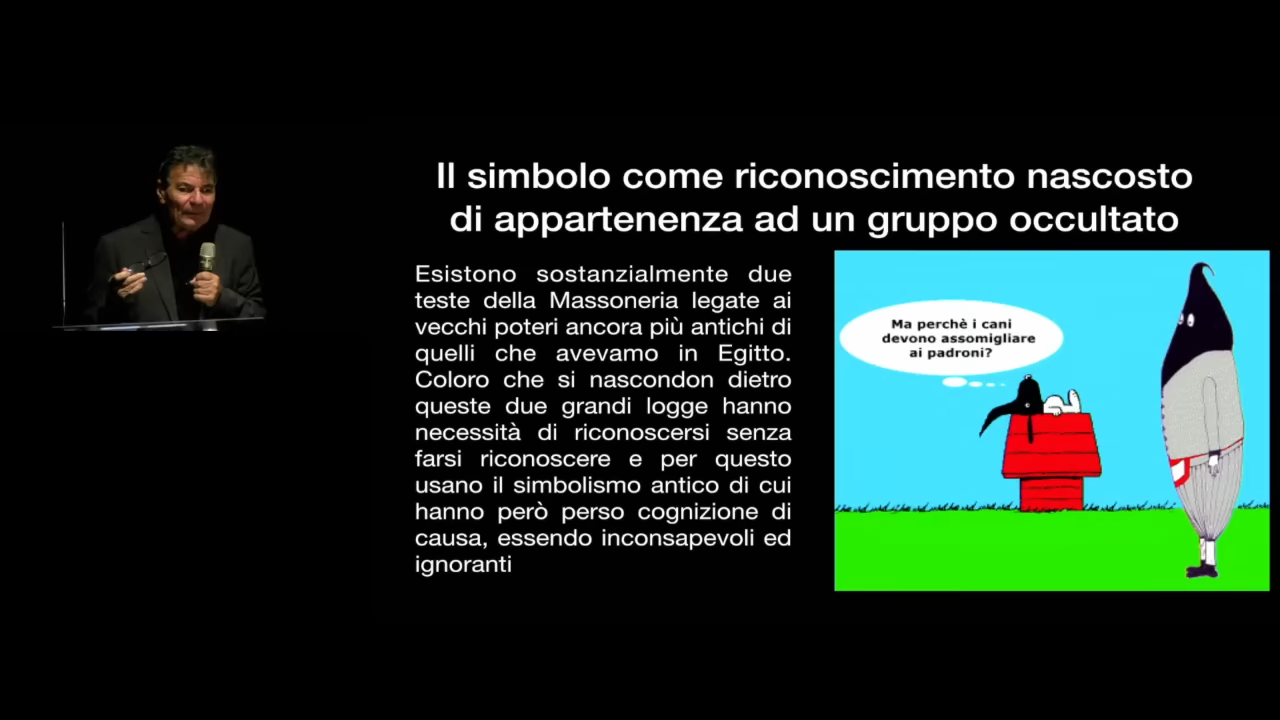 Il simbolo come riconoscimento nascosto
di appartenenza ad un gruppo occultato
Esistono sostanzialmente due
teste della Massoneria legate ai
vecchi poteri ancora più antichi di
quelli che avevamo in Egitto.
Coloro che si nascondon dietro
queste due grandi logge hanno
necessità di riconoscersi senza
farsi riconoscere e per questo
usano il simbolismo antico di cui
hanno però perso cognizione di
causa, essendo inconsapevoli ed
ignoranti
Ma perchè i cani
devono assomigliare
ai padroni?